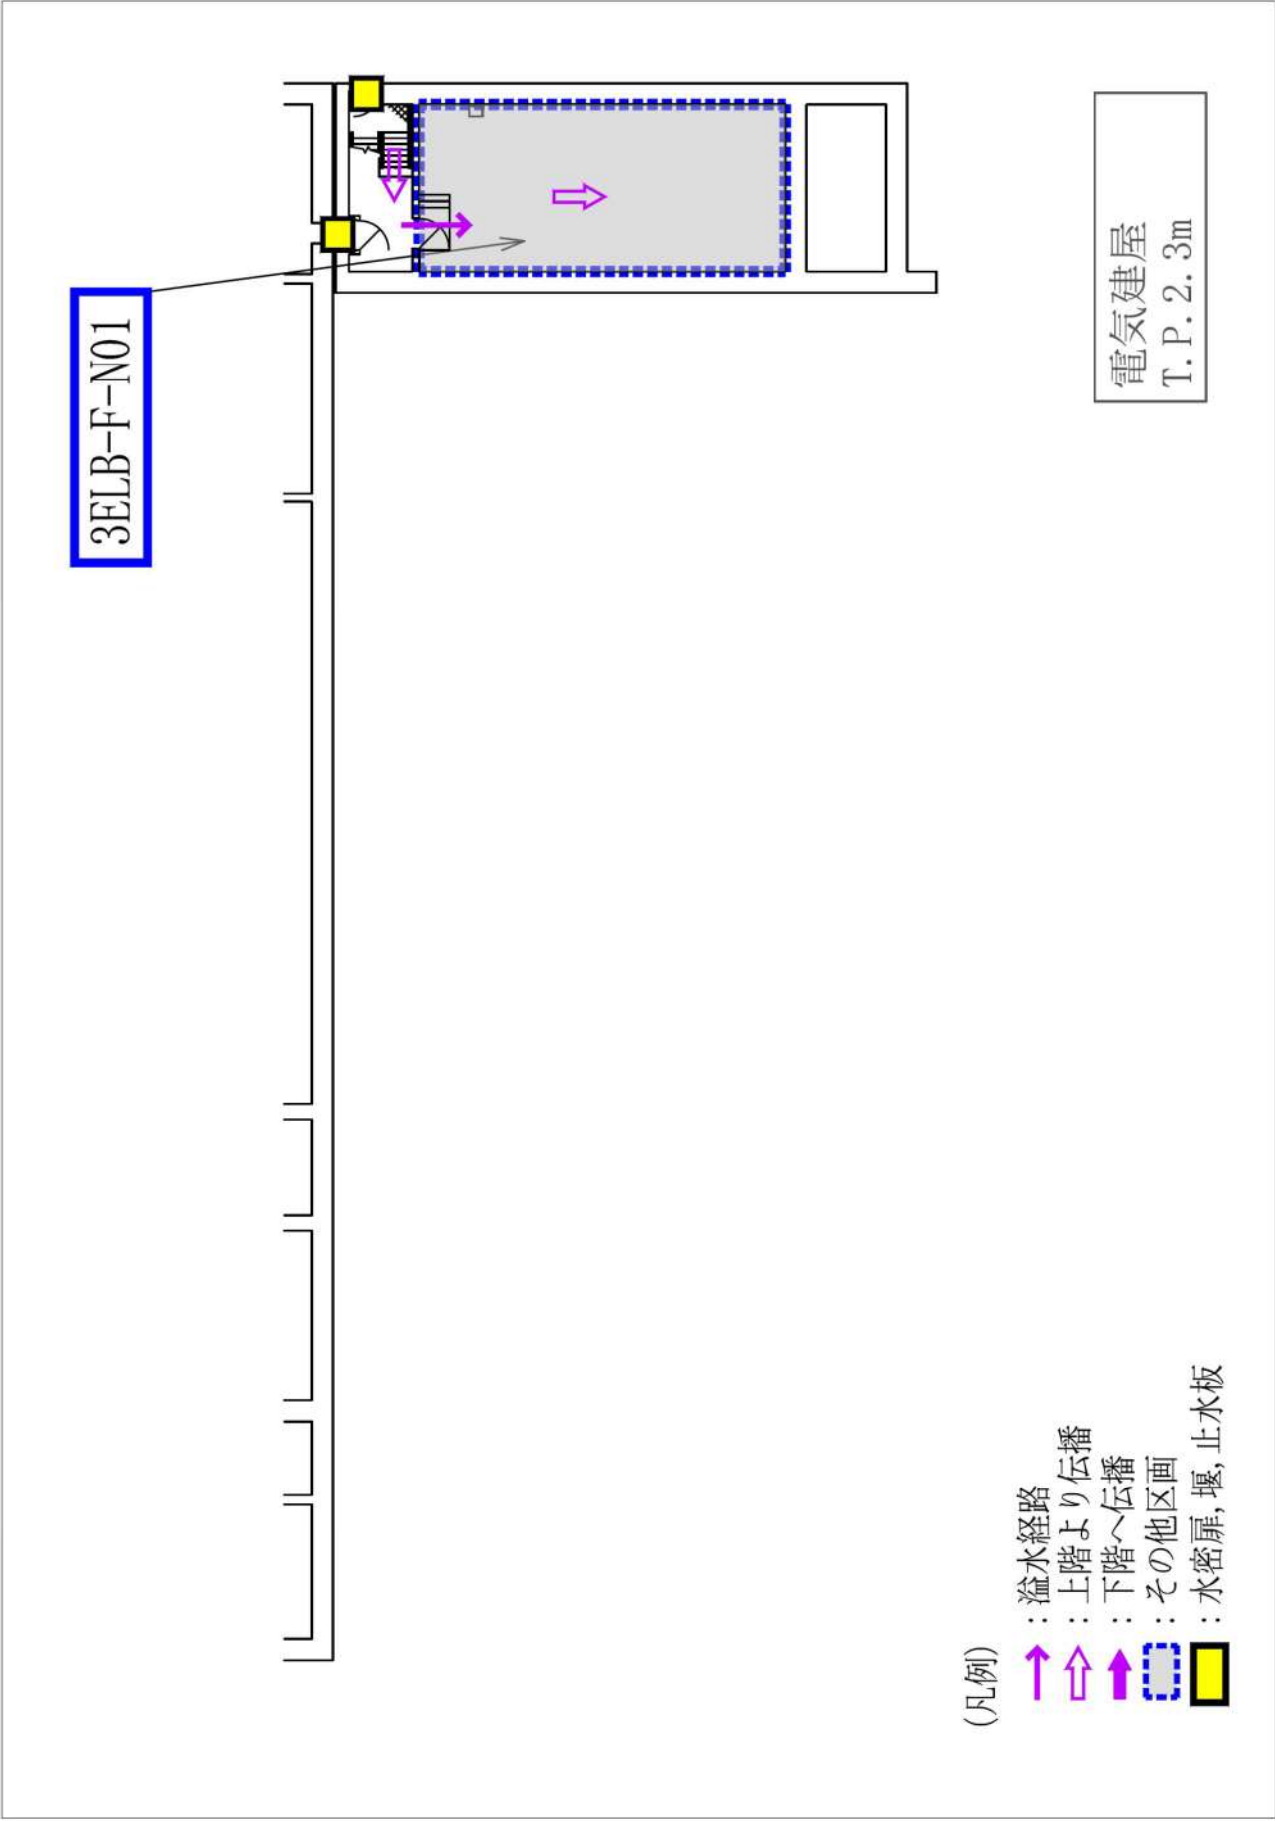 3ELB-F-N01
電気建屋
T.P.2.3m
(凡例)
：溢水経路
：上階より伝播
：下階へ伝播
：その他区画
：水密扉,堰,止水板